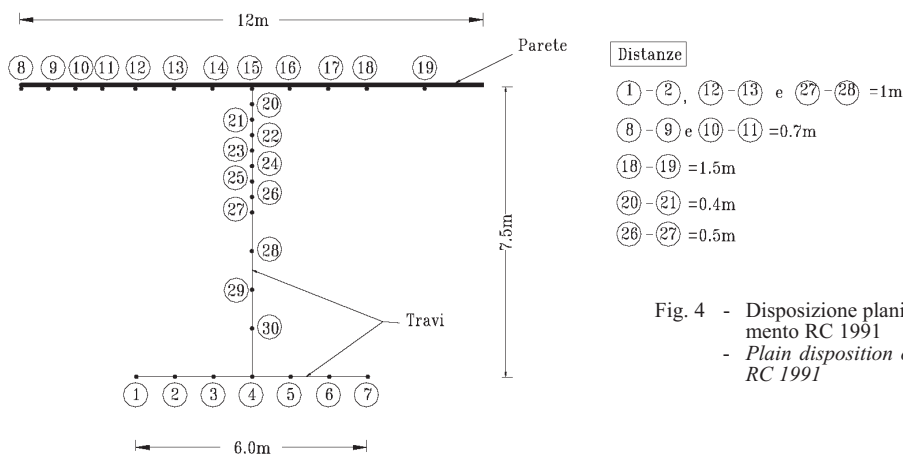 12m
Parete
8 9 10 11 12 13 14 15 16 17 18 19
20
21
22
23
24
25
26
27
28
29
30
7.5m
Travi
1 2 3 4 5 6 7
6.0m
Distanze
1 - 2, 12 - 13 e 27 - 28 =1m
8 - 9 e 10 - 11 =0.7m
18 - 19 =1.5m
20 - 21 =0.4m
26 - 27 =0.5m
Fig. 4 - Disposizione plani
mento RC 1991
- Plain disposition
RC 1991